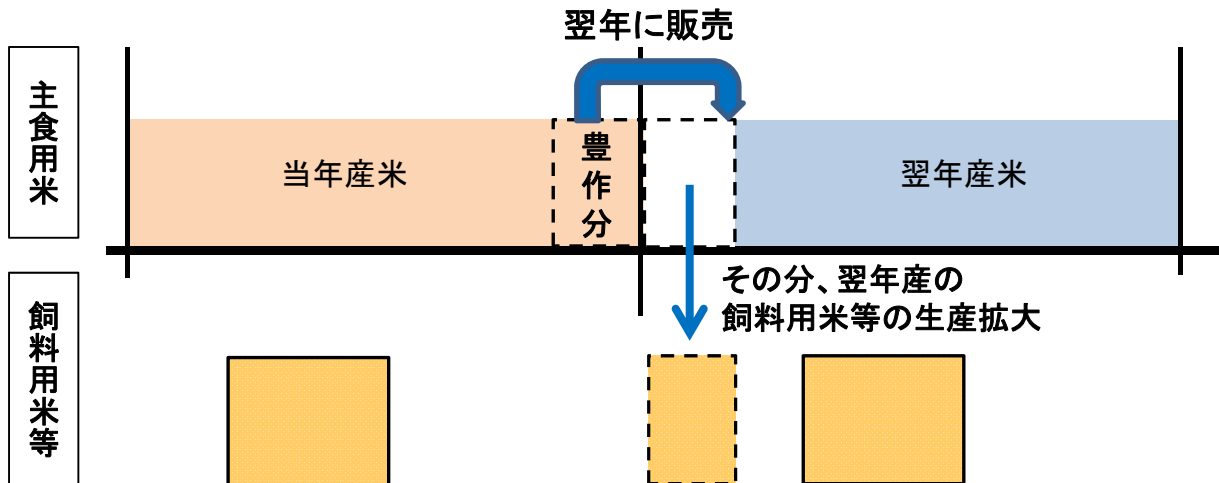 翌年に販売
主食用米
当年産米
豊作分
翌年産米
その分、翌年産の
飼料用米等の生産拡大
飼料用米等